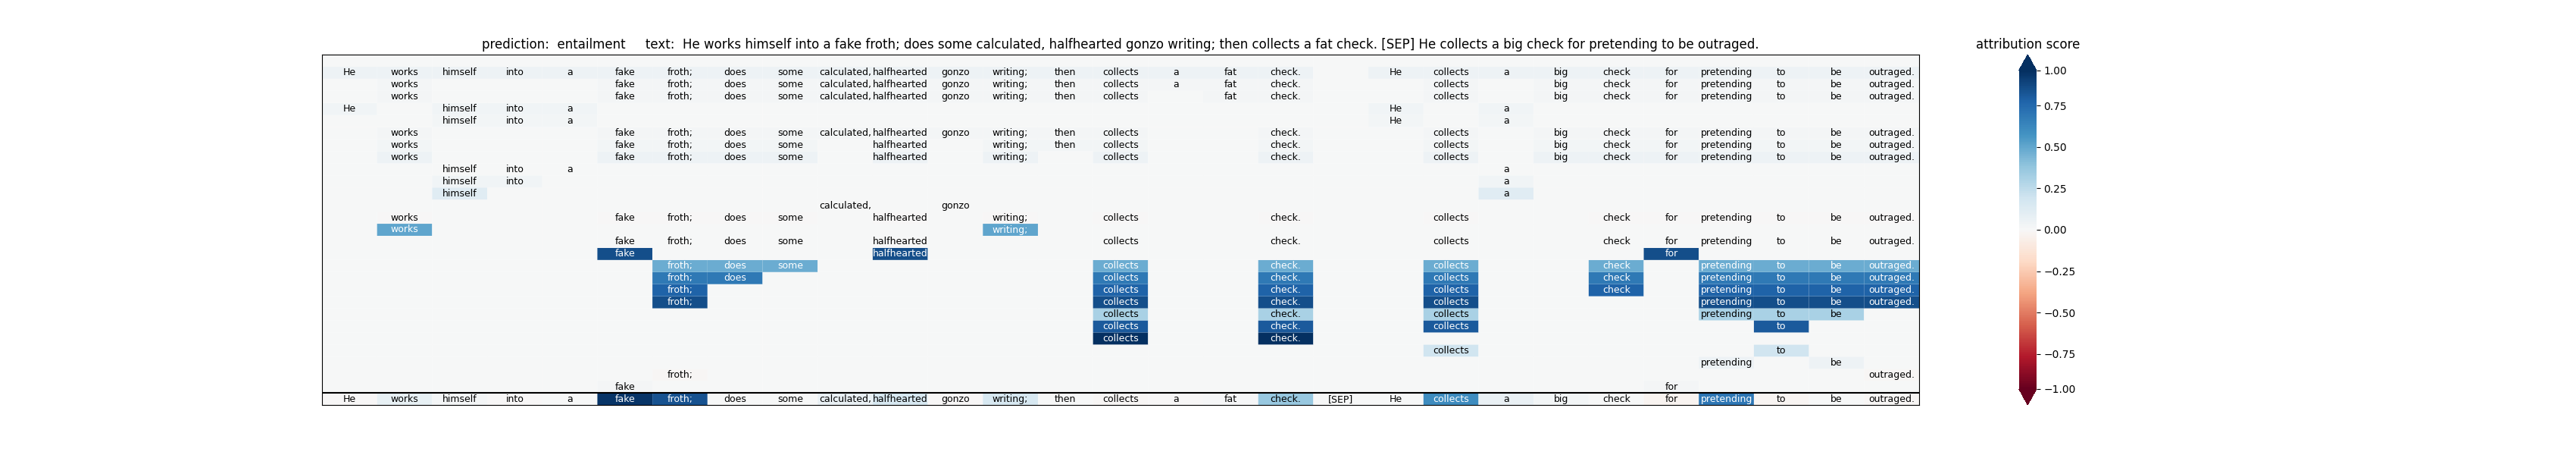 prediction: entailment text: He works himself into a fake froth; does some calculated, halfhearted gonzo writing; then collects a fat check. [SEP] He collects a big check for pretending to be outraged.
attribution score
He works himself into a fake froth; does some calculated, halfhearted gonzo writing; then collects a fat check. He collects a big check for pretending to be outraged.
works fake froth; does some calculated, halfhearted gonzo writing; then collects a fat check. collects big check for pretending to be outraged.
works fake froth; does some calculated, halfhearted gonzo writing; then collects fat check. collects big check for pretending to be outraged.
He himself into a He a
himself into a He a
works fake froth; does some calculated, halfhearted gonzo writing; then collects check. collects big check for pretending to be outraged.
works fake froth; does some halfhearted writing; then collects check. collects big check for pretending to be outraged.
works fake froth; does some halfhearted writing; collects check. collects big check for pretending to be outraged.
himself into a a
himself into a
himself a
calculated, gonzo
works fake froth; does some halfhearted writing; collects check. collects check for pretending to be outraged.
works writing;
fake froth; does some halfhearted collects check. collects check for pretending to be outraged.
fake halfhearted for
froth; does some collects check. collects check pretending to be outraged.
froth; does collects check. collects check pretending to be outraged.
froth; collects check. collects check pretending to be outraged.
froth; collects check. collects pretending to be outraged.
collects check. collects pretending to be
collects check. collects to
collects check.
collects to
pretending be
froth; outraged.
fake for
He works himself into a fake froth; does some calculated, halfhearted gonzo writing; then collects a fat check. [SEP] He collects a big check for pretending to be outraged.
1.00
0.75
0.50
0.25
0.00
−0.25
−0.50
−0.75
−1.00